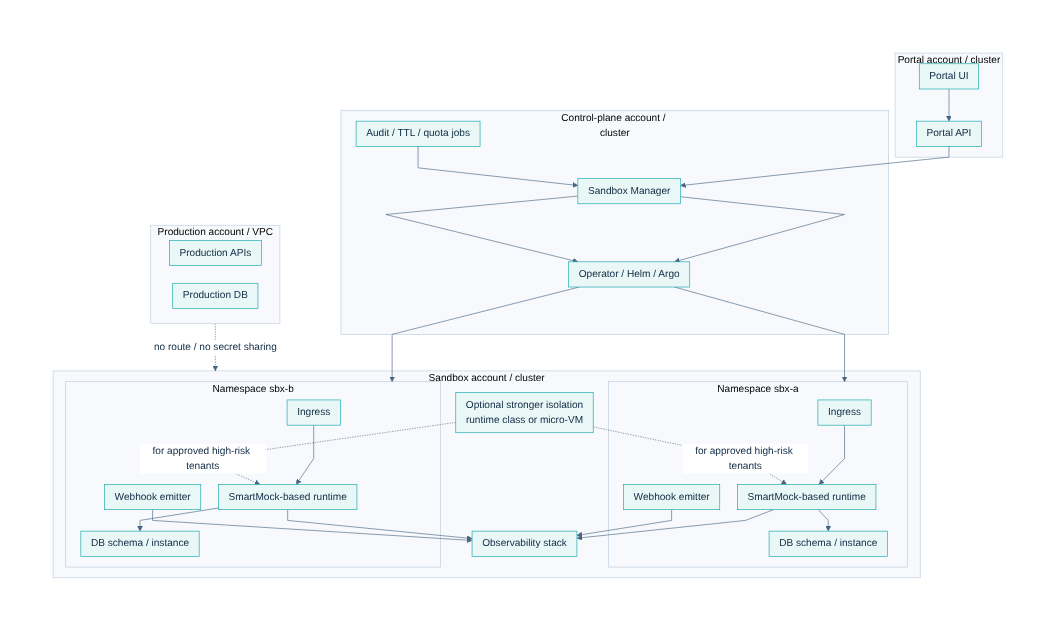 Portal account / cluster
Portal UI
Portal API
Control-plane account /
cluster
Audit / TTL / quota jobs
Sandbox Manager
Operator / Helm / Argo
Production account / VPC
Production APIs
Production DB
no route / no secret sharing
Sandbox account / cluster
Namespace sbx-b
Ingress
for approved high-risk
tenants
Webhook emitter
SmartMock-based runtime
DB schema / instance
Optional stronger isolation
runtime class or micro-VM
Observability stack
Namespace sbx-a
Ingress
for approved high-risk
tenants
Webhook emitter
SmartMock-based runtime
DB schema / instance